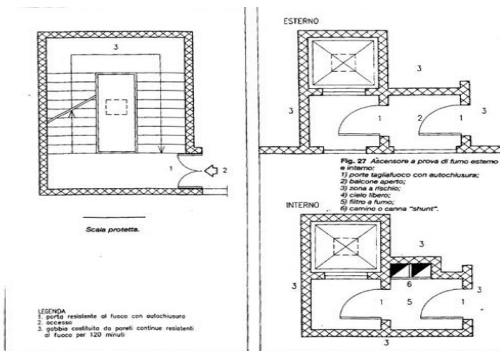 3
1
2
Scala protetta.
LEGENDA
1. porta resistente al fuoco con autochiusura
2. accesso
3. gabbia costituita da pareti continue resistenti
al fuoco per 120 minuti
ESTERNO
3
3
1
2
1
3
Fig. 27 Ascensore a prova di fumo esterno
e interno:
1) porte tagliafuoco con autochiusura;
2) balcone aperto;
3) zona a rischio;
4) cielo libero;
5) filtro a fumo;
6) camino o canna "shunt".
INTERNO
3
6
3
3
1
5
1
3